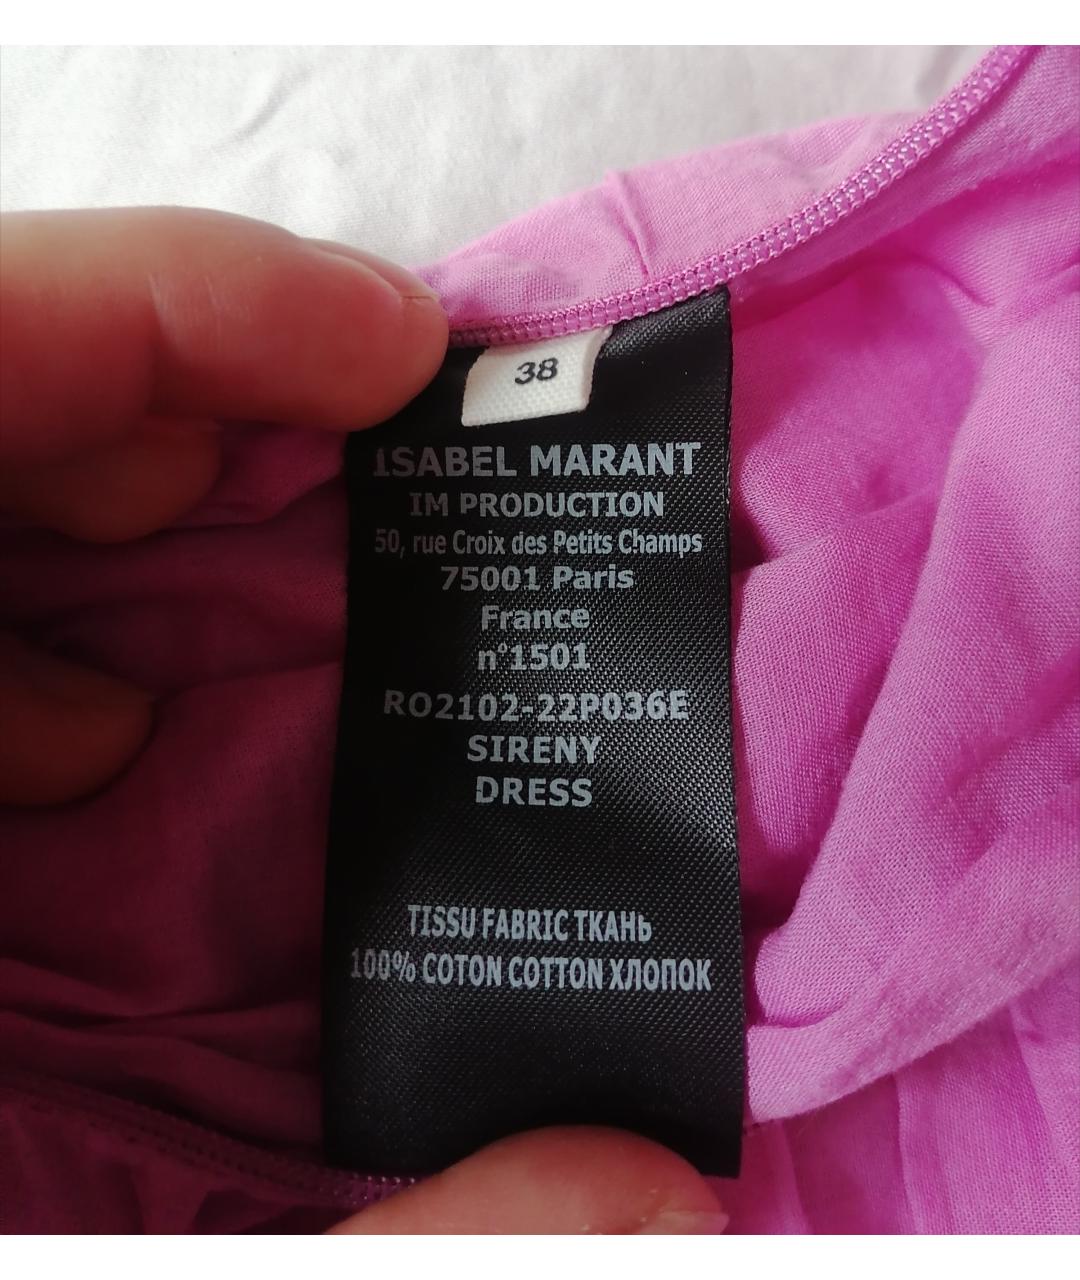 38
ISABEL MARANT
IM PRODUCTION
50, rue Croix des Petits Champs
75001 Paris
France
n°1501
RO2102-22P036E
SIRENY
DRESS
TISSU FABRIC ТКАНЬ
100% COTON COTTON ХЛОПОК